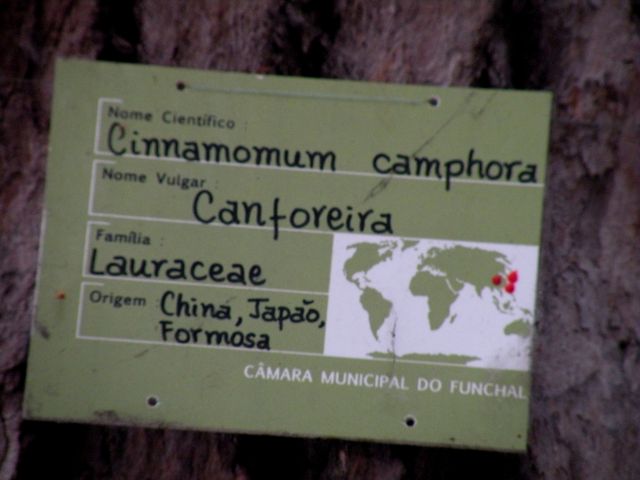 Nome Científico :
Cinnamomum camphora
Nome Vulgar :
Canforeira
Família :
Lauraceae
Origem : China, Japão,
Formosa
CÂMARA MUNICIPAL DO FUNCHAL